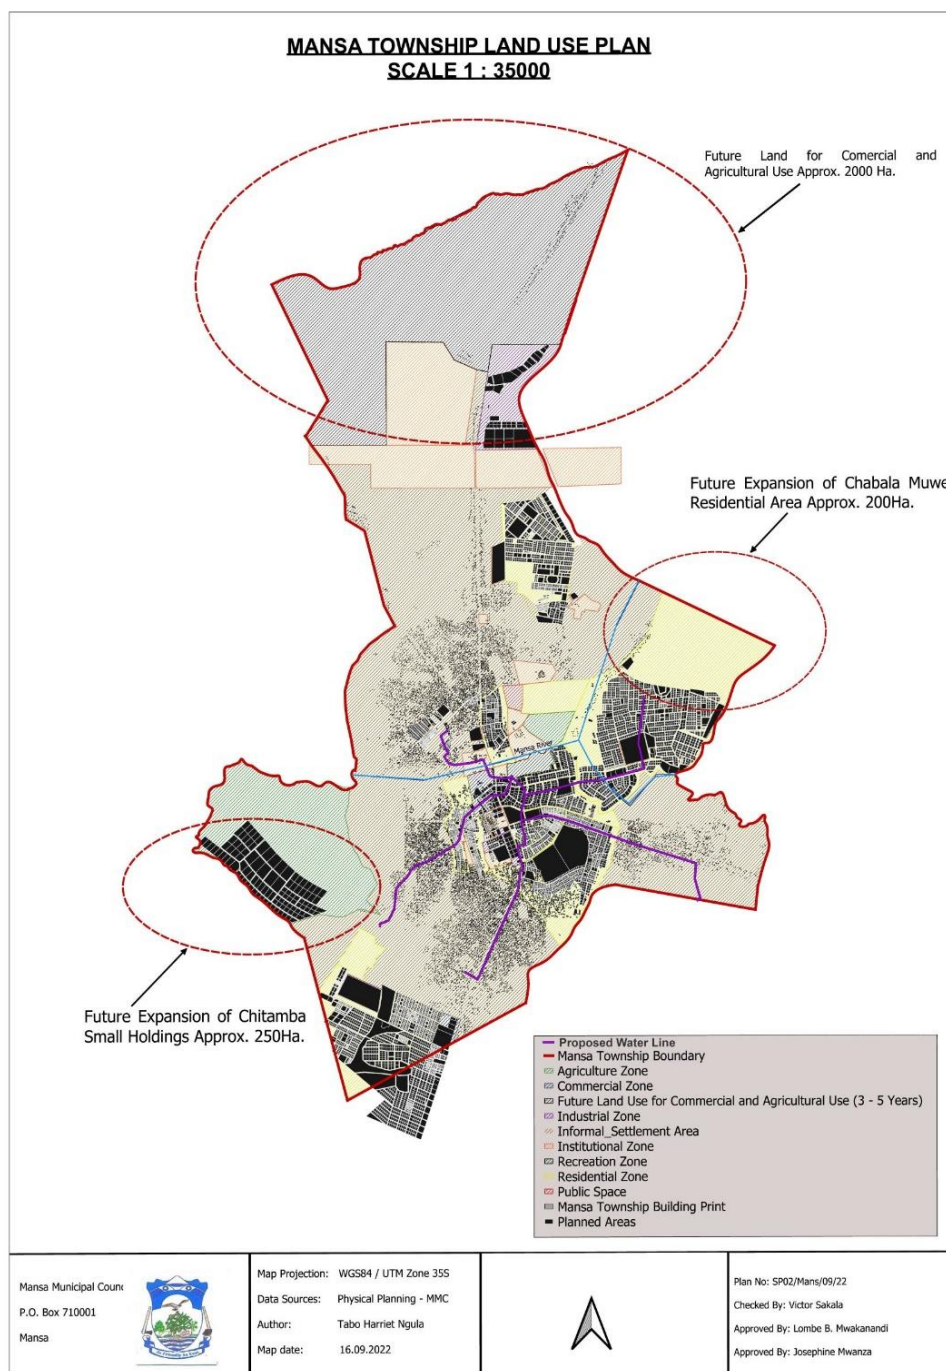 MANSA TOWNSHIP LAND USE PLAN
SCALE 1 : 35000
Future Land for Comercial and
Agricultural Use Approx. 2000 Ha.
Future Expansion of Chabala Muwe
Residential Area Approx. 200Ha.
Mansa River
Future Expansion of Chitamba
Small Holdings Approx. 250Ha.
Proposed Water Line
Mansa Township Boundary
Agriculture Zone
Commercial Zone
Future Land Use for Commercial and Agricultural Use (3 - 5 Years)
Industrial Zone
Informal_Settlement Area
Institutional Zone
Recreation Zone
Residential Zone
Public Space
Mansa Township Building Print
Planned Areas
Mansa Municipal Counc
P.O. Box 710001
Mansa
Map Projection: WGS84 / UTM Zone 35S
Data Sources: Physical Planning - MMC
Author: Tabo Harriet Ngula
Map date: 16.09.2022
Plan No: SP02/Mans/09/22
Checked By: Victor Sakala
Approved By: Lombe B. Mwakanandi
Approved By: Josephine Mwanza